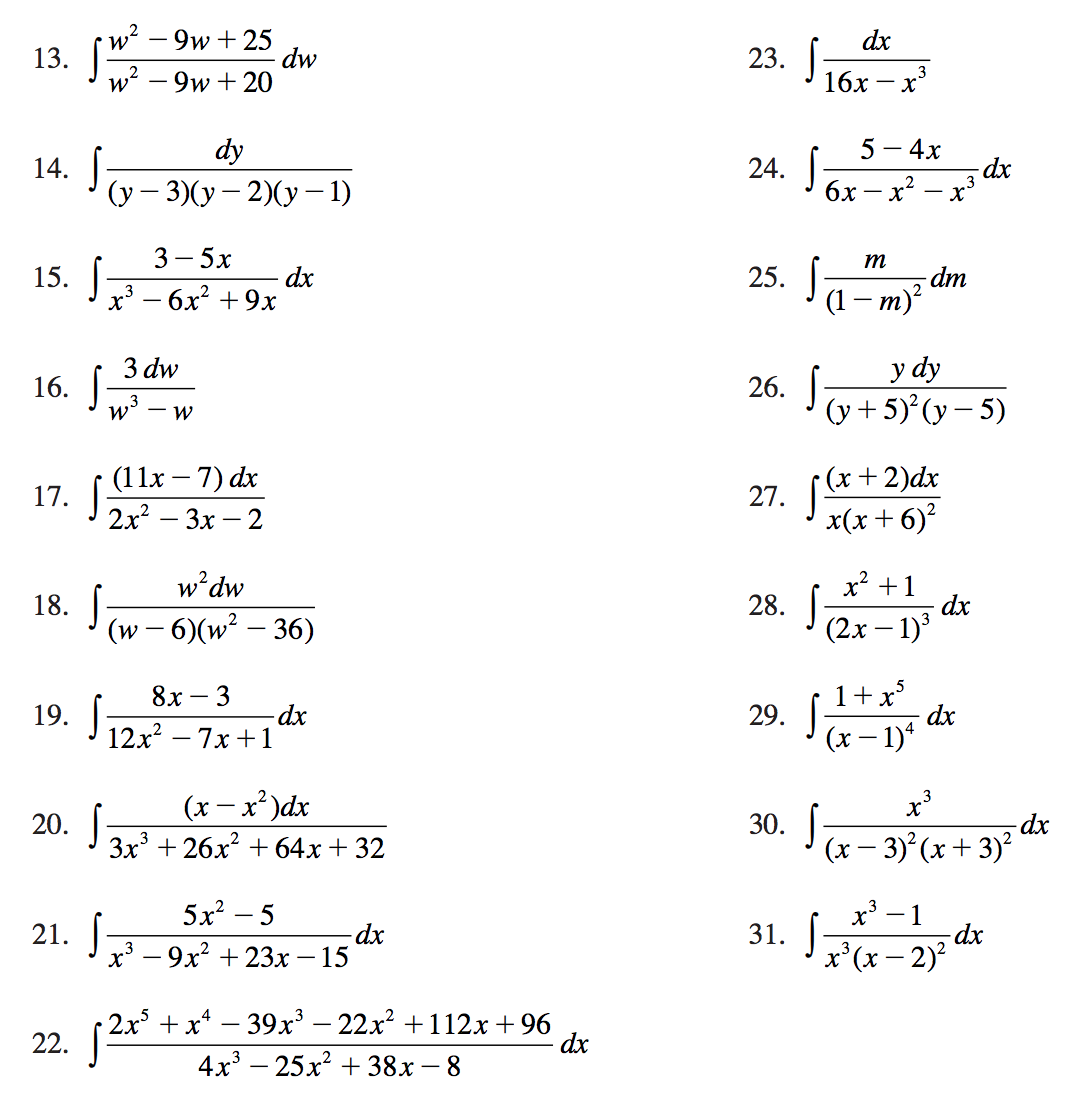 13. ∫ (w² − 9w + 25)/(w² − 9w + 20) dw
14. ∫ dy/((y − 3)(y − 2)(y − 1))
15. ∫ (3 − 5x)/(x³ − 6x² + 9x) dx
16. ∫ 3 dw/(w³ − w)
17. ∫ (11x − 7) dx/(2x² − 3x − 2)
18. ∫ w²dw/((w − 6)(w² − 36))
19. ∫ (8x − 3)/(12x² − 7x + 1) dx
20. ∫ (x − x²)dx/(3x³ + 26x² + 64x + 32)
21. ∫ (5x² − 5)/(x³ − 9x² + 23x − 15) dx
22. ∫ (2x⁵ + x⁴ − 39x³ − 22x² + 112x + 96)/(4x³ − 25x² + 38x − 8) dx
23. ∫ dx/(16x − x³)
24. ∫ (5 − 4x)/(6x − x² − x³) dx
25. ∫ m/(1 − m)² dm
26. ∫ y dy/((y + 5)²(y − 5))
27. ∫ (x + 2)dx/(x(x + 6)²)
28. ∫ (x² + 1)/(2x − 1)³ dx
29. ∫ (1 + x⁵)/(x − 1)⁴ dx
30. ∫ x³/((x − 3)²(x + 3)²) dx
31. ∫ (x³ − 1)/(x³(x − 2)²) dx